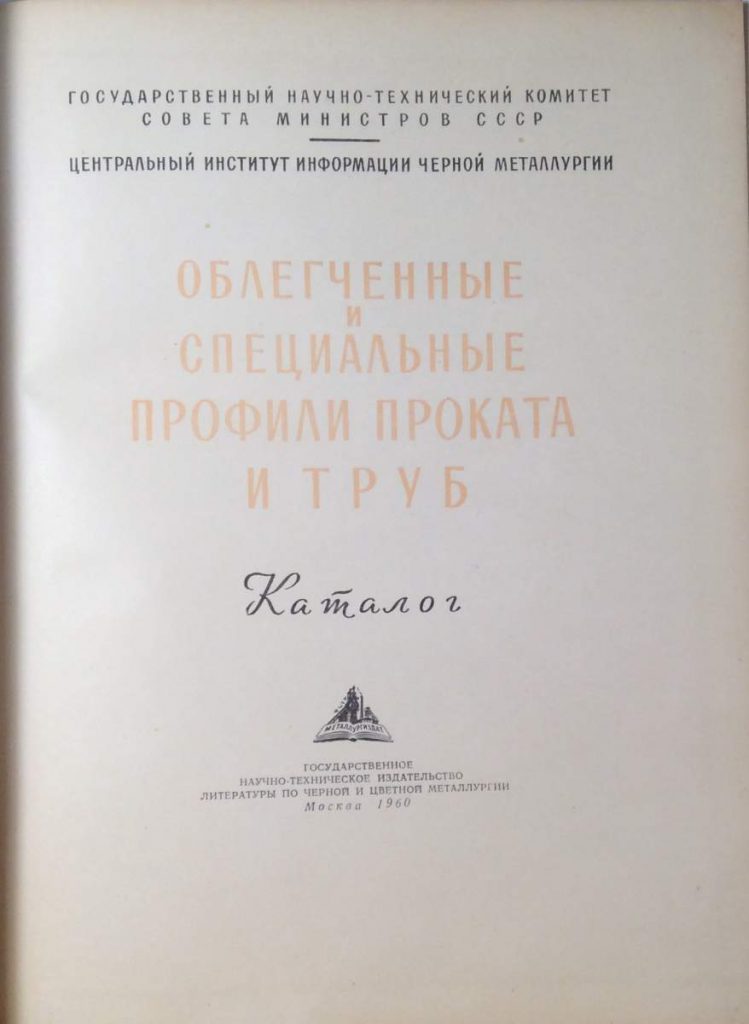 ГОСУДАРСТВЕННЫЙ НАУЧНО-ТЕХНИЧЕСКИЙ КОМИТЕТ
СОВЕТА МИНИСТРОВ СССР
ЦЕНТРАЛЬНЫЙ ИНСТИТУТ ИНФОРМАЦИИ ЧЕРНОЙ МЕТАЛЛУРГИИ
ОБЛЕГЧЕННЫЕ
И
СПЕЦИАЛЬНЫЕ
ПРОФИЛИ ПРОКАТА
И ТРУБ
Каталог
МЕТАЛЛУРГИЗДАТ
ГОСУДАРСТВЕННОЕ
НАУЧНО-ТЕХНИЧЕСКОЕ ИЗДАТЕЛЬСТВО
ЛИТЕРАТУРЫ ПО ЧЕРНОЙ И ЦВЕТНОЙ МЕТАЛЛУРГИИ
Москва 1960